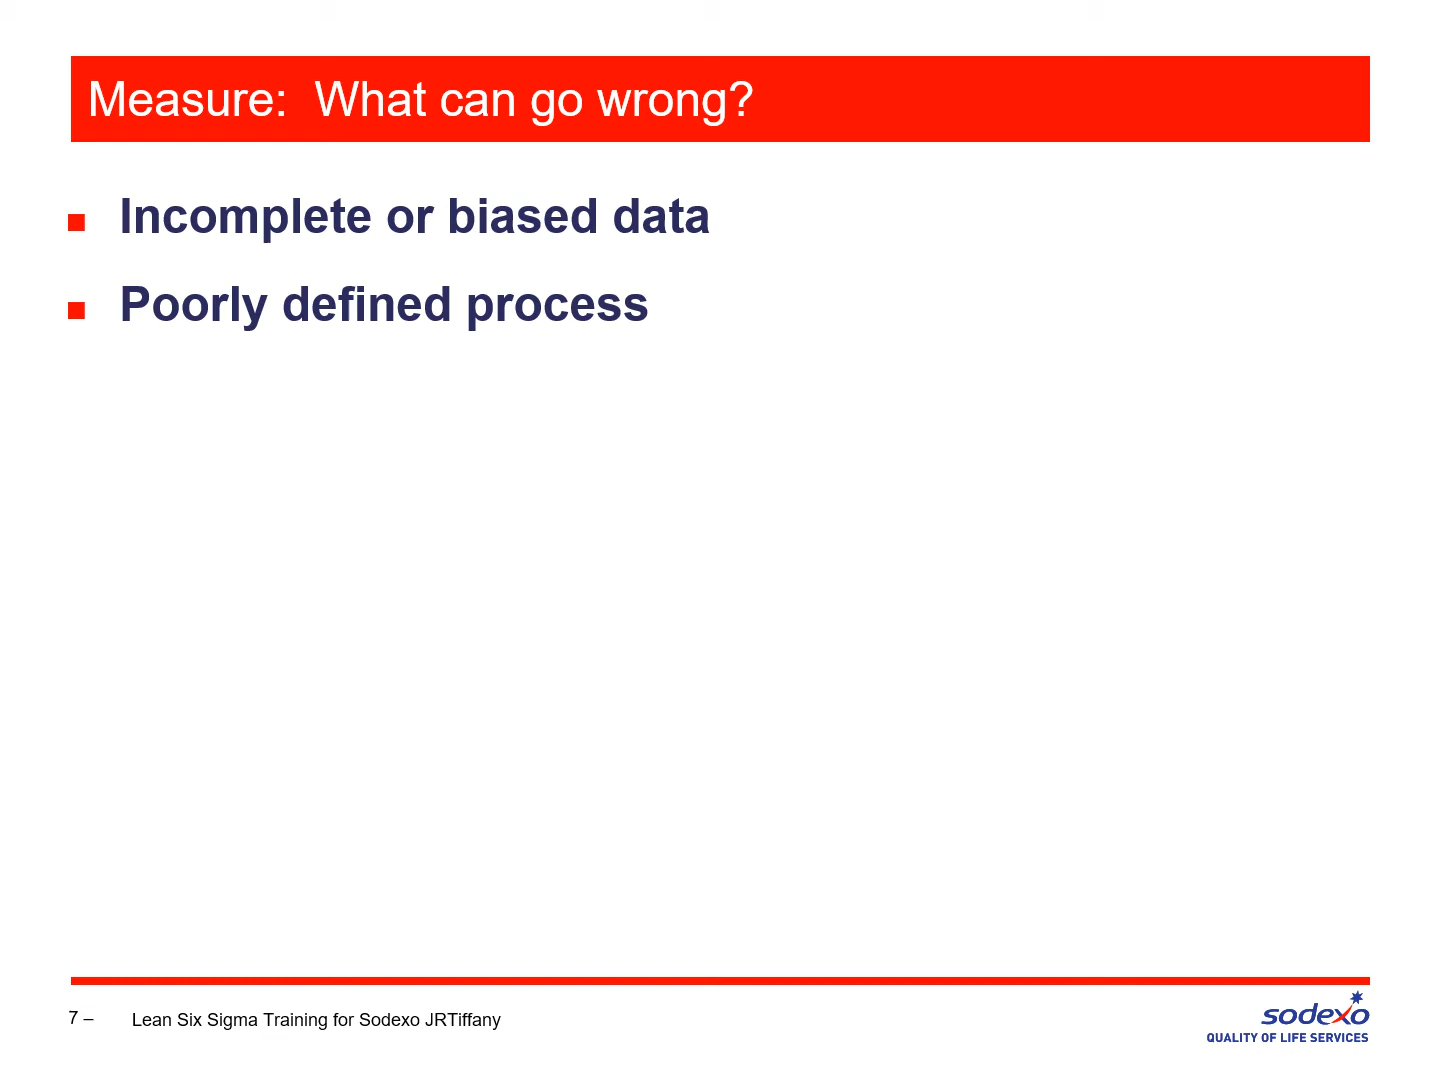 Measure:  What can go wrong?
Incomplete or biased data
Poorly defined process
7 –
Lean Six Sigma Training for Sodexo JRTiffany
sodexo
QUALITY OF LIFE SERVICES